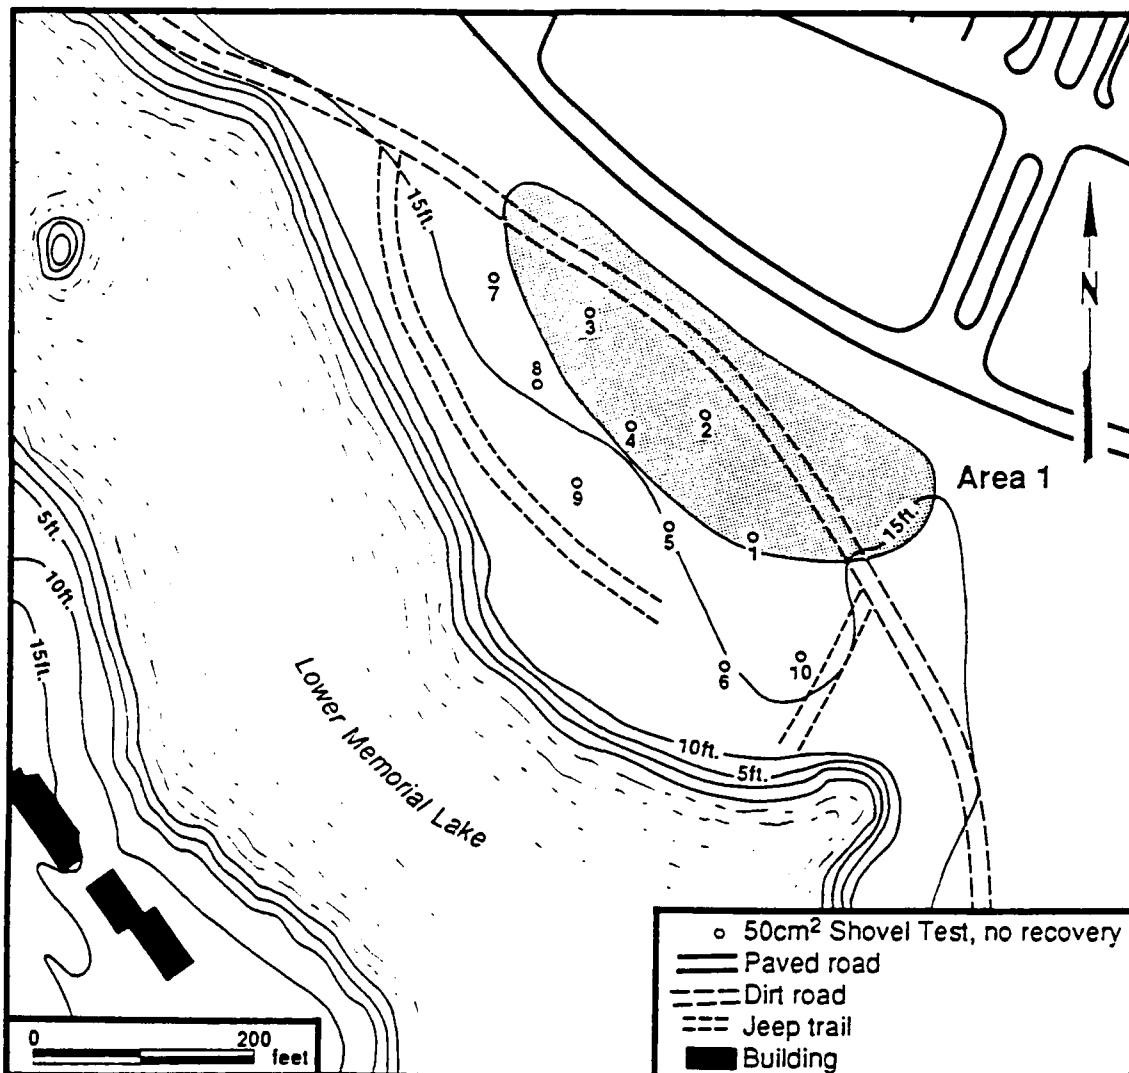 15ft.
7
3
8
4
2
9
5
1
6
10
N
Area 1
15ft.
5ft.
10ft.
15ft.
Lower Memorial Lake
10ft.
5ft.
50cm² Shovel Test, no recovery
Paved road
Dirt road
Jeep trail
Building
0 200
feet